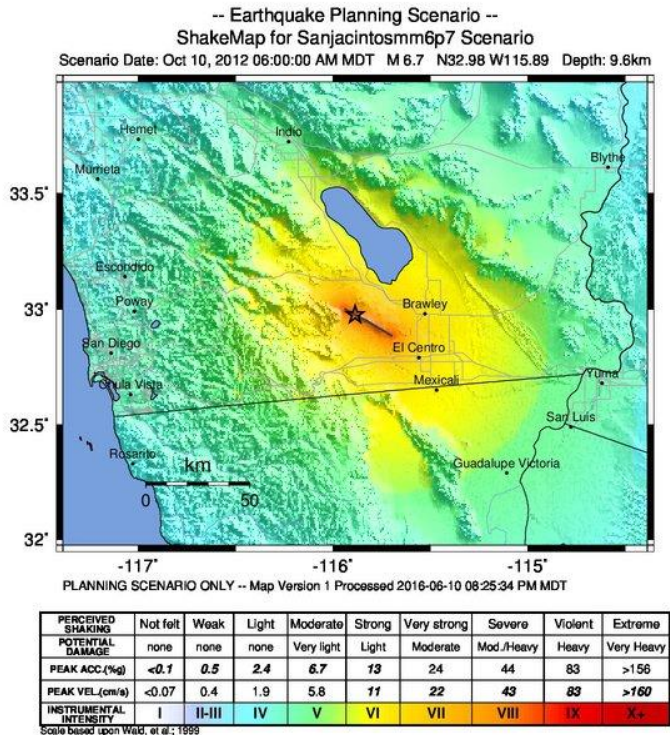 -- Earthquake Planning Scenario --
ShakeMap for Sanjacintosmm6p7 Scenario
Scenario Date: Oct 10, 2012 06:00:00 AM MDT M 6.7 N32.98 W115.89 Depth: 9.6km
Hemet
Indio
Murrieta
Blythe
33.5˚
Escondido
Poway
33˚
Brawley
San Diego
El Centro
Chula Vista
Mexicali
Yuma
San Luis
32.5˚
Rosarito
km
Guadalupe Victoria
0 50
32˚
-117˚ -116˚ -115˚
PLANNING SCENARIO ONLY -- Map Version 1 Processed 2016-06-10 08:25:34 PM MDT
PERCEIVED SHAKING Not felt Weak Light Moderate Strong Very strong Severe Violent Extreme
POTENTIAL DAMAGE none none none Very light Light Moderate Mod./Heavy Heavy Very Heavy
PEAK ACC.(%g) <0.1 0.5 2.4 6.7 13 24 44 83 >156
PEAK VEL.(cm/s) <0.07 0.4 1.9 5.8 11 22 43 83 >160
INSTRUMENTAL INTENSITY I II-III IV V VI VII VIII IX X+
Scale based upon Wald, et al.; 1999